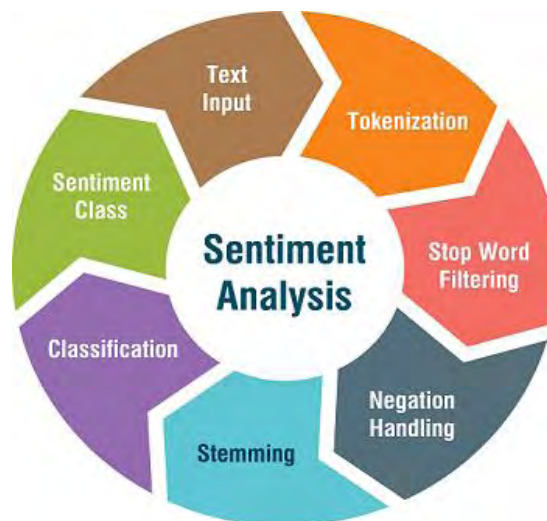 Text
Input
Tokenization
Stop Word
Filtering
Negation
Handling
Stemming
Classification
Sentiment
Class
Sentiment
Analysis